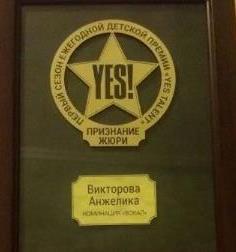 ПЕРВЫЙ СЕЗОН ЕЖЕГОДНОЙ ДЕТСКОЙ ПРЕМИИ «YES TALENT»
YES!
ПРИЗНАНИЕ
ЖЮРИ
Викторова
Анжелика
НОМИНАЦИЯ «ВОКАЛ»